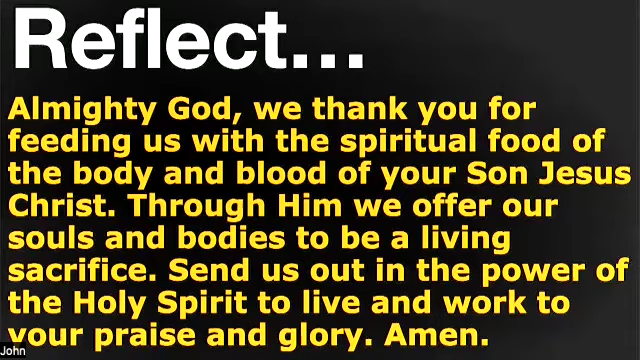 Reflect...
Almighty God, we thank you for
feeding us with the spiritual food of
the body and blood of your Son Jesus
Christ. Through Him we offer our
souls and bodies to be a living
sacrifice. Send us out in the power of
the Holy Spirit to live and work to
your praise and glory. Amen.
John